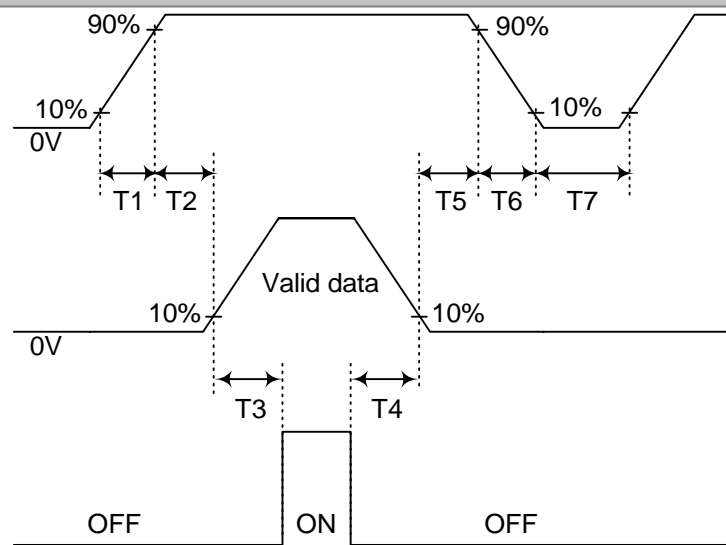 90%
90%
10%
10%
0V
T1
T2
T5
T6
T7
Valid data
10%
10%
0V
T3
T4
OFF
ON
OFF